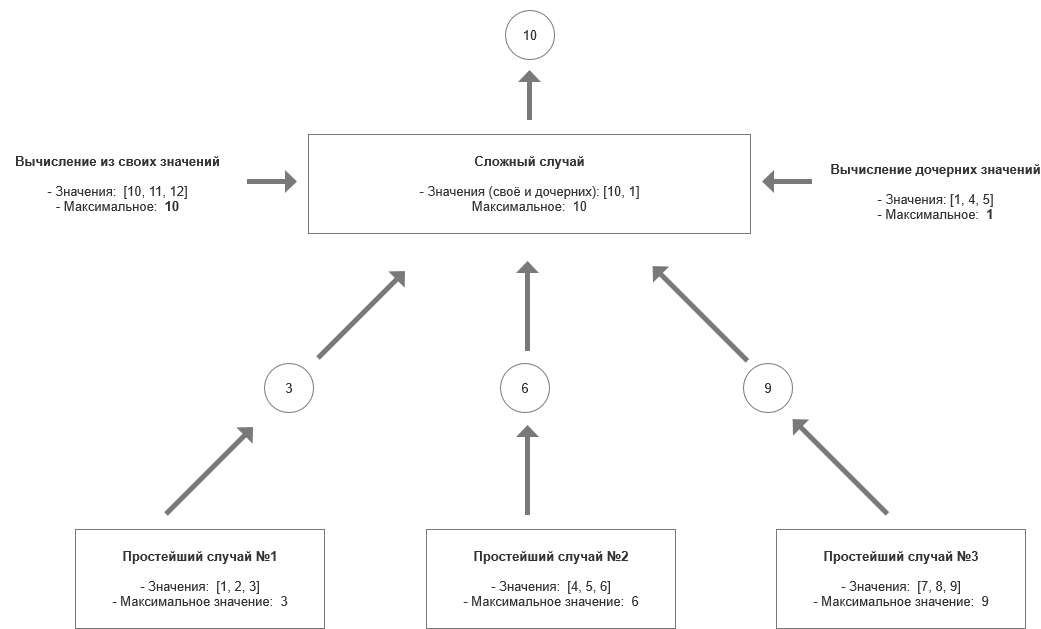 10
Вычисление из своих значений
- Значения:  [10, 11, 12]
- Максимальное:  10
Сложный случай
- Значения (своё и дочерних): [10, 1]
Максимальное:  10
Вычисление дочерних значений
- Значения: [1, 4, 5]
- Максимальное:  1
3
6
9
Простейший случай №1
- Значения:  [1, 2, 3]
- Максимальное значение:  3
Простейший случай №2
- Значения:  [4, 5, 6]
- Максимальное значение:  6
Простейший случай №3
- Значения:  [7, 8, 9]
- Максимальное значение:  9